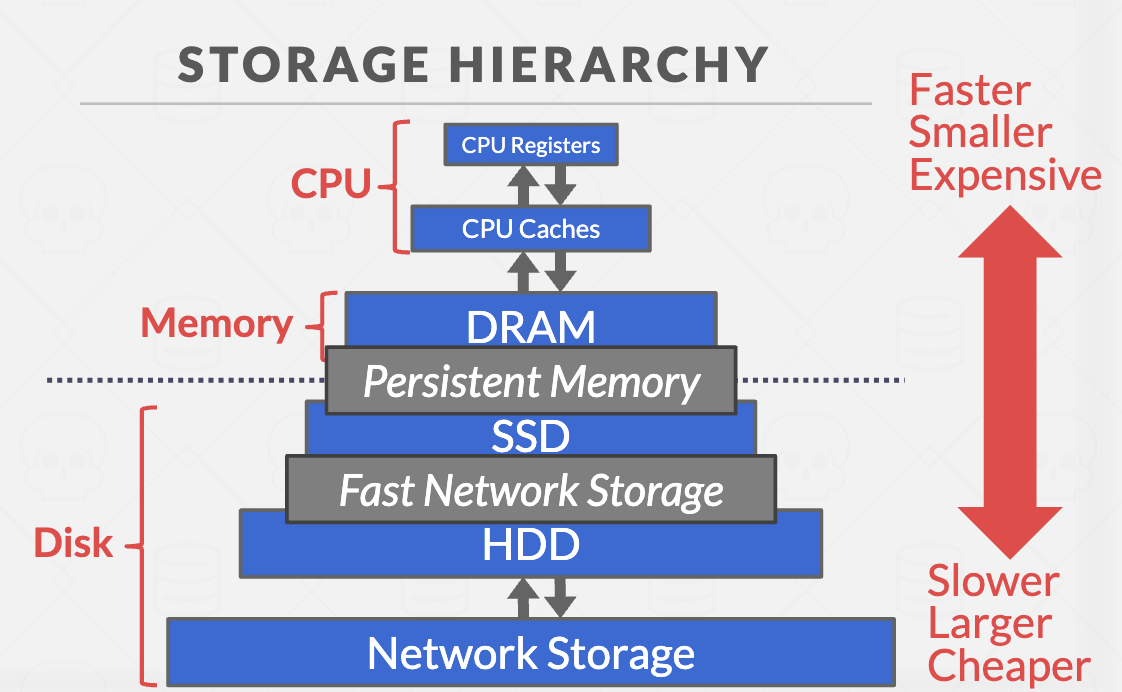 STORAGE HIERARCHY
Faster
Smaller
Expensive
CPU Registers
CPU
CPU Caches
Memory
DRAM
Persistent Memory
SSD
Fast Network Storage
Disk
HDD
Slower
Larger
Cheaper
Network Storage